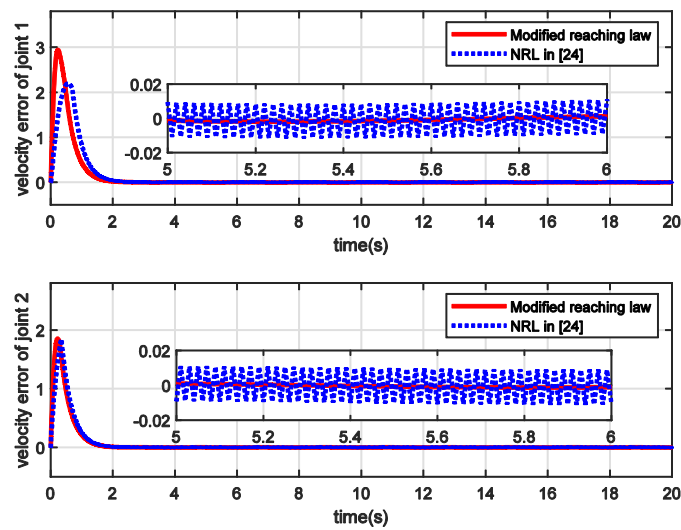 velocity error of joint 1
3
2
1
0
Modified reaching law
NRL in [24]
0.02
0
-0.02
5 5.2 5.4 5.6 5.8 6
0 2 4 6 8 10 12 14 16 18 20
time(s)
velocity error of joint 2
2
1
0
Modified reaching law
NRL in [24]
0.02
0
-0.02
5 5.2 5.4 5.6 5.8 6
0 2 4 6 8 10 12 14 16 18 20
time(s)